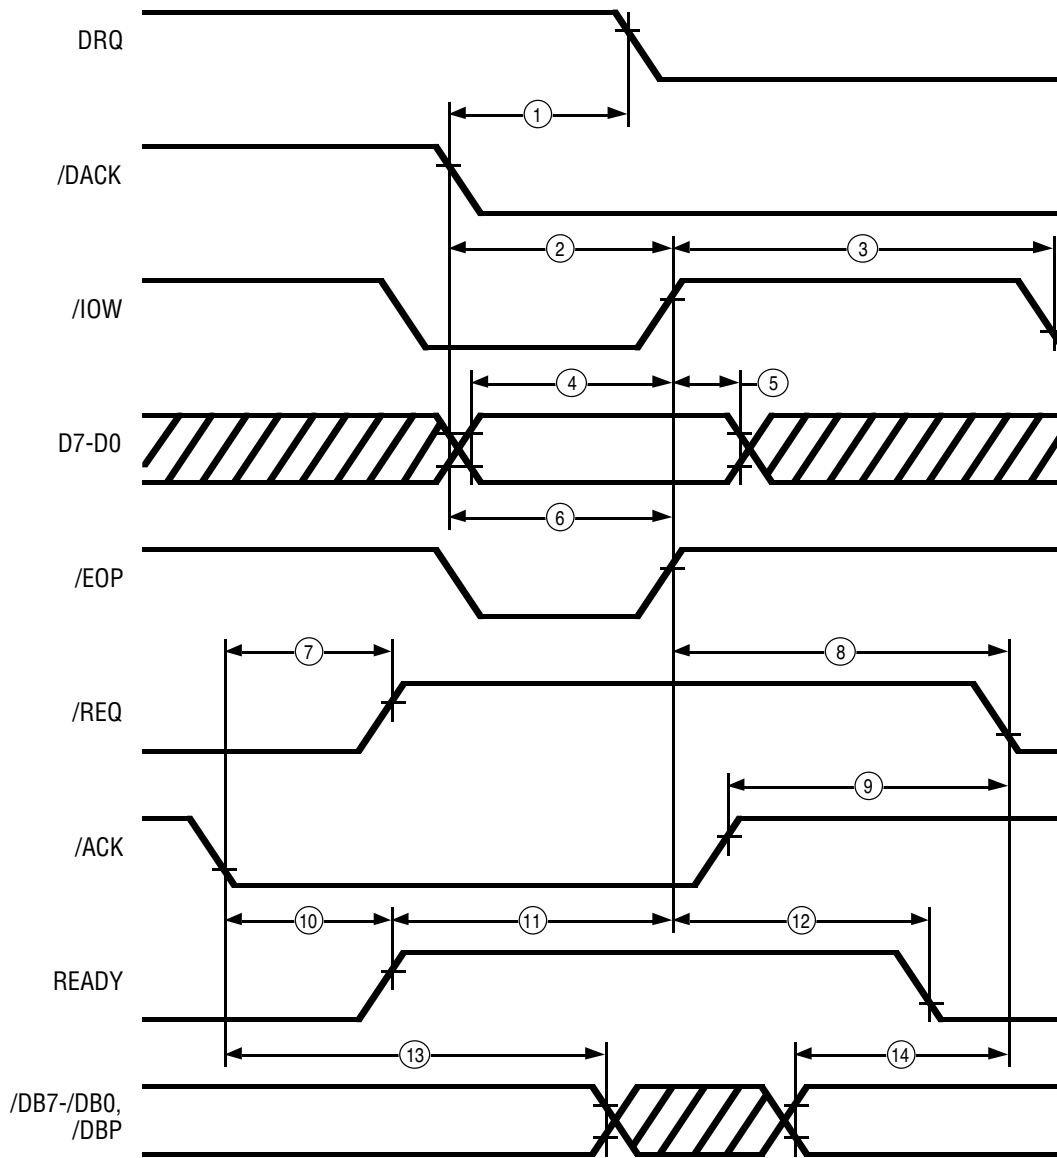 DRQ
1
/DACK
2
3
/IOW
4
5
D7-D0
6
/EOP
7
8
/REQ
9
/ACK
10
11
12
READY
13
14
/DB7-/DB0,
/DBP